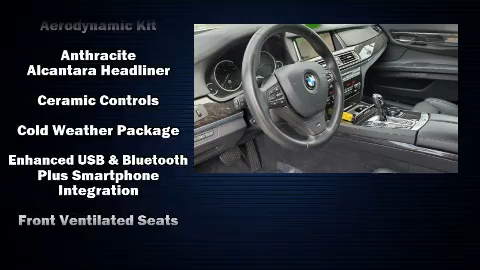 Aerodynamic Kit
Anthracite
Alcantara Headliner
Ceramic Controls
Cold Weather Package
Enhanced USB & Bluetooth
Plus Smartphone
Integration
Front Ventilated Seats